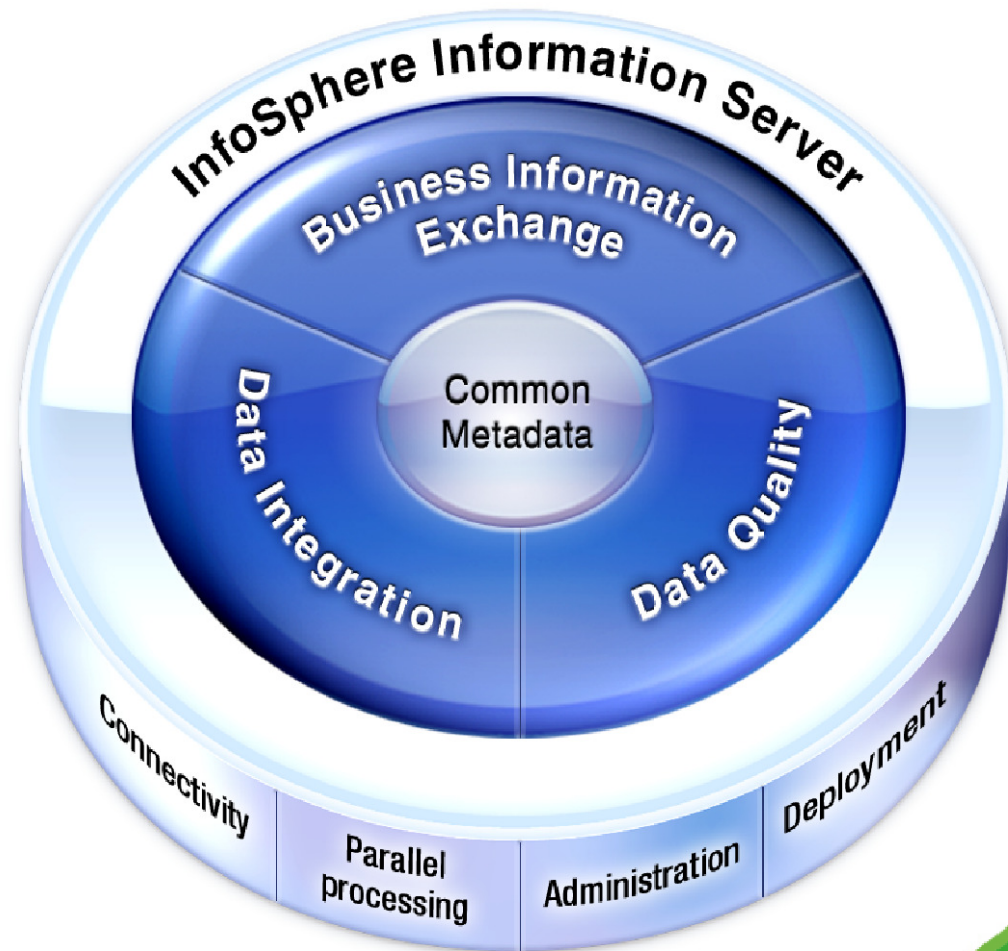 InfoSphere Information Server
Business Information
Exchange
Common
Metadata
Data Integration
Data Quality
Connectivity
Parallel
processing
Administration
Deployment